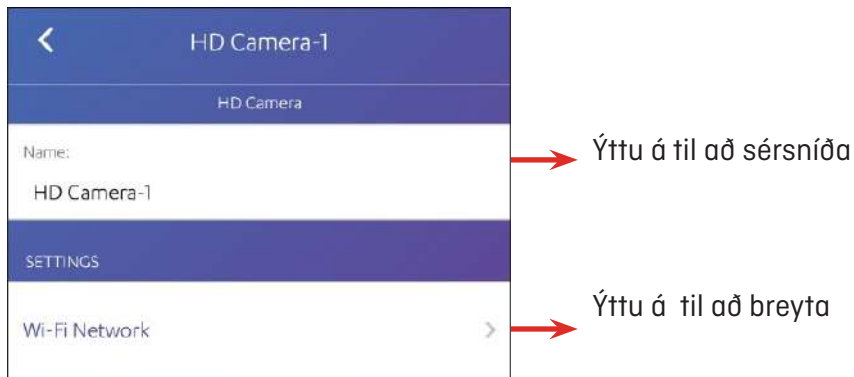 HD Camera-1
HD Camera
Name:
Ýttu á til að sérsníða
HD Camera-1
SETTINGS
Wi-Fi Network
Ýttu á til að breyta